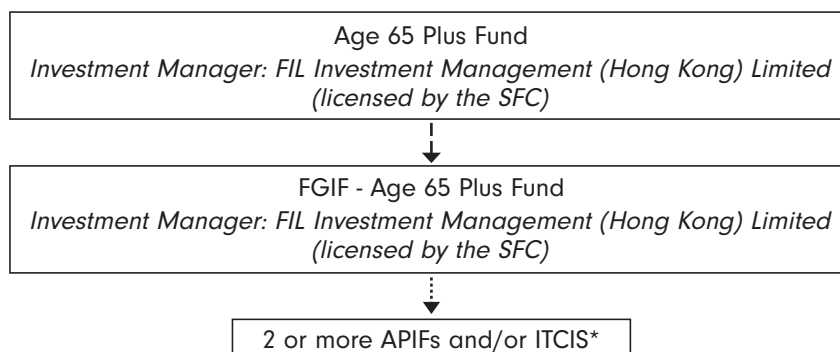 Age 65 Plus Fund
Investment Manager: FIL Investment Management (Hong Kong) Limited
(licensed by the SFC)
FGIF - Age 65 Plus Fund
Investment Manager: FIL Investment Management (Hong Kong) Limited
(licensed by the SFC)
2 or more APIFs and/or ITCIS*